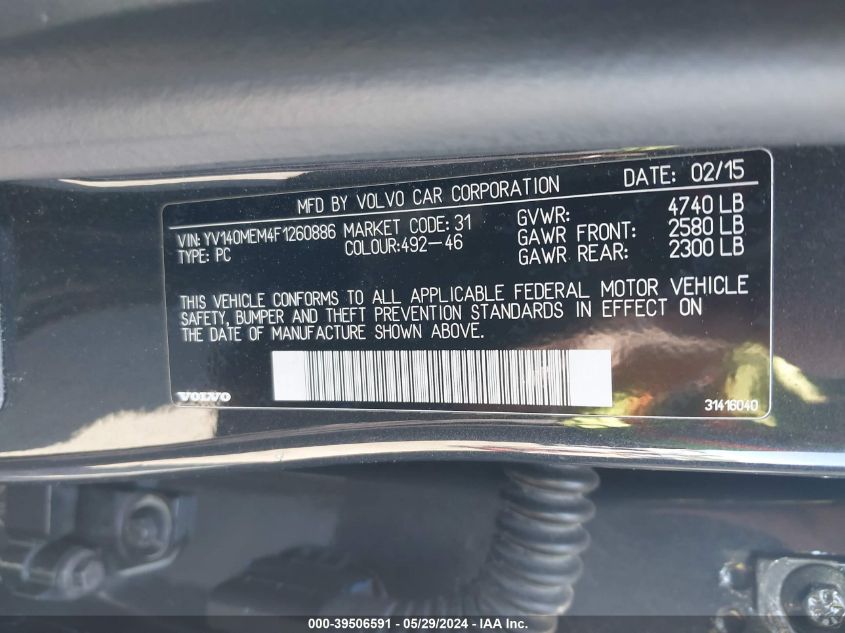 MFD BY VOLVO CAR CORPORATION DATE: 02/15
VIN: YV140MEM4F1260886 MARKET CODE: 31 GVWR: 4740 LB
TYPE: PC COLOUR:492-46 GAWR FRONT: 2580 LB
GAWR REAR: 2300 LB
THIS VEHICLE CONFORMS TO ALL APPLICABLE FEDERAL MOTOR VEHICLE
SAFETY, BUMPER AND THEFT PREVENTION STANDARDS IN EFFECT ON
THE DATE OF MANUFACTURE SHOWN ABOVE.
VOLVO 31416040
000-39506591 - 05/29/2024 - IAA Inc.